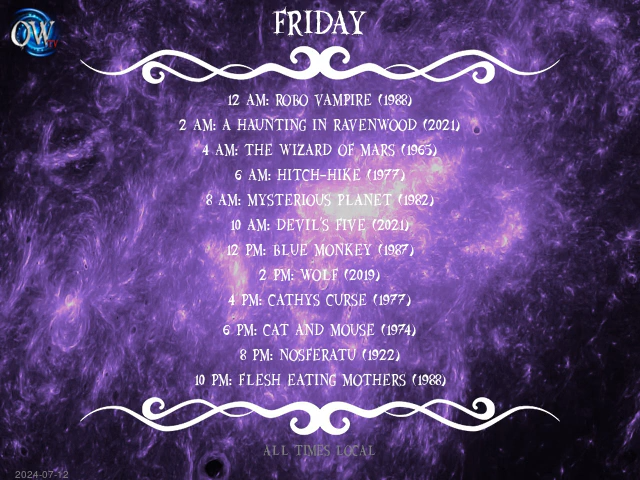 OW TV
FRIDAY
12 AM: ROBO VAMPIRE (1988)
2 AM: A HAUNTING IN RAVENWOOD (2021)
4 AM: THE WIZARD OF MARS (1965)
6 AM: HITCH-HIKE (1977)
8 AM: MYSTERIOUS PLANET (1982)
10 AM: DEVIL'S FIVE (2021)
12 PM: BLUE MONKEY (1987)
2 PM: WOLF (2019)
4 PM: CATHYS CURSE (1977)
6 PM: CAT AND MOUSE (1974)
8 PM: NOSFERATU (1922)
10 PM: FLESH EATING MOTHERS (1988)
ALL TIMES LOCAL
2024-07-12